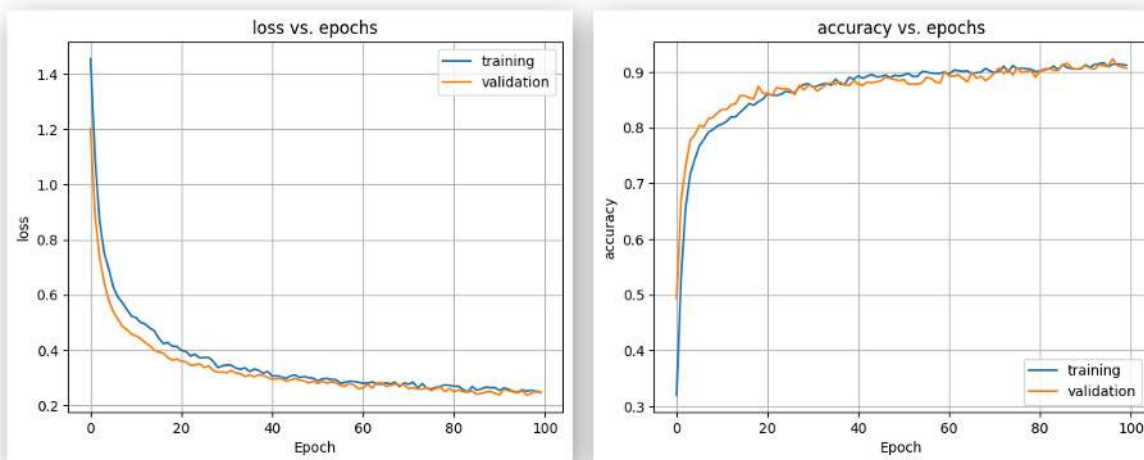 loss vs. epochs
training
validation
1.4
1.2
1.0
0.8
0.6
0.4
0.2
loss
0 20 40 60 80 100
Epoch
accuracy vs. epochs
0.9
0.8
0.7
0.6
0.5
0.4
0.3
accuracy
training
validation
0 20 40 60 80 100
Epoch